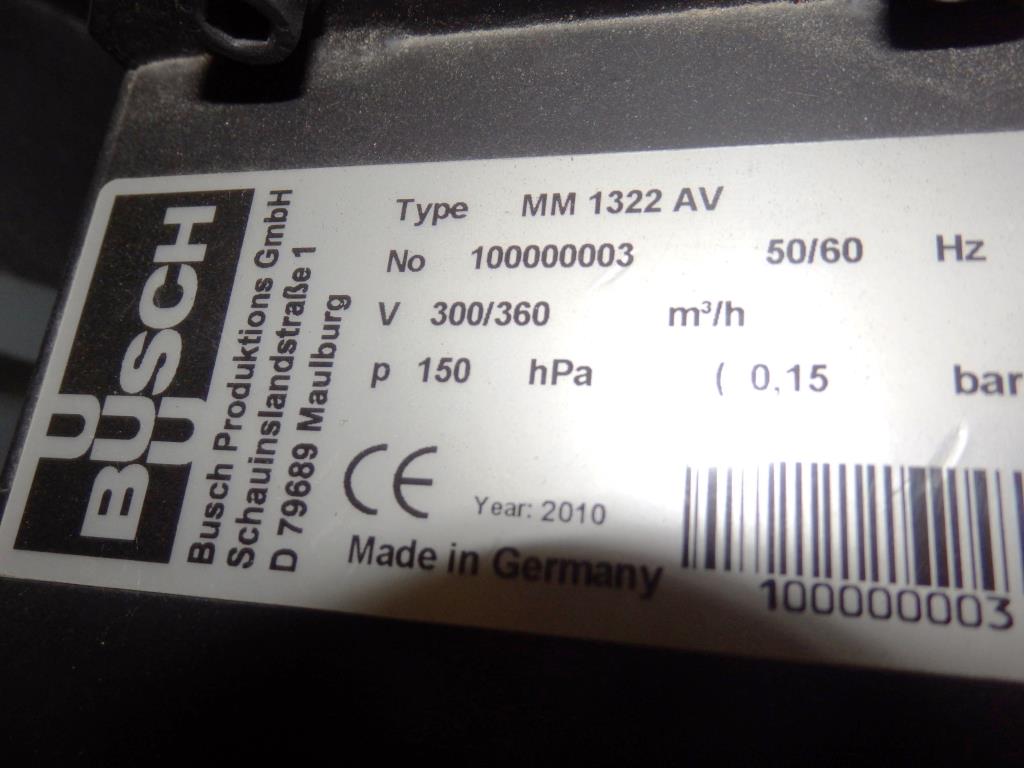 BUSCH
Busch Produktions GmbH
Schauinslandstraße 1
D 79689 Maulburg
Type MM 1322 AV
No 100000003 50/60 Hz
V 300/360 m³/h
p 150 hPa ( 0,15 bar
CE
Year: 2010
Made in Germany
100000003